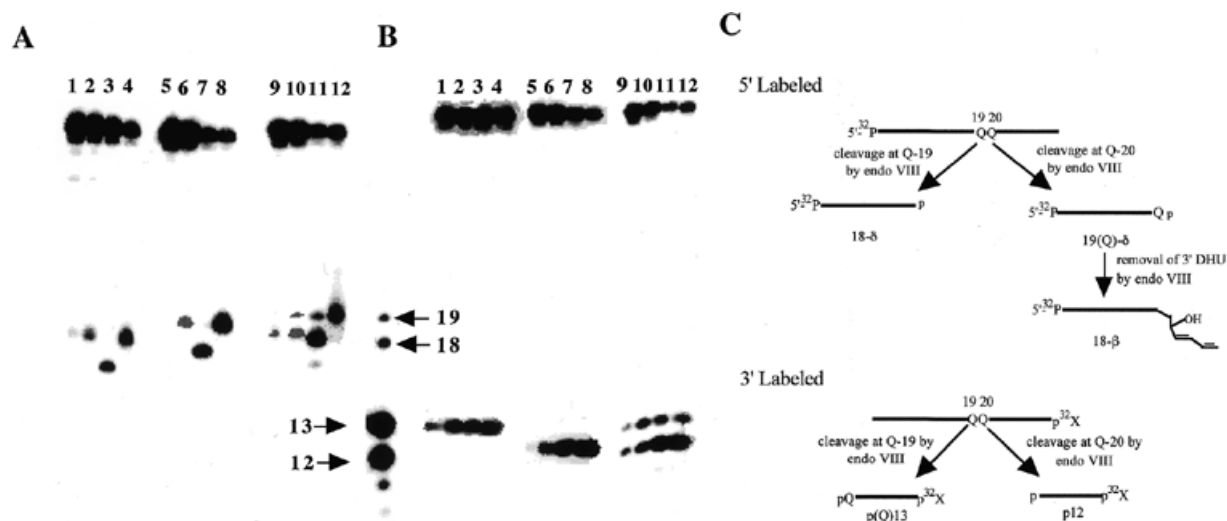 A
1 2 3 4 5 6 7 8 9 10 11 12
B
1 2 3 4 5 6 7 8 9 10 11 12
19
18
13
12
C
5' Labeled
19 20
5'-³²P QQ
cleavage at Q-19 by endo VIII
cleavage at Q-20 by endo VIII
5'-³²P p
18-δ
5'-³²P Q p
19(Q)-δ
removal of 3' DHU by endo VIII
5'-³²P OH
18-β
3' Labeled
19 20
QQ p³²X
cleavage at Q-19 by endo VIII
cleavage at Q-20 by endo VIII
pQ p³²X
p(Q)13
p p³²X
p12